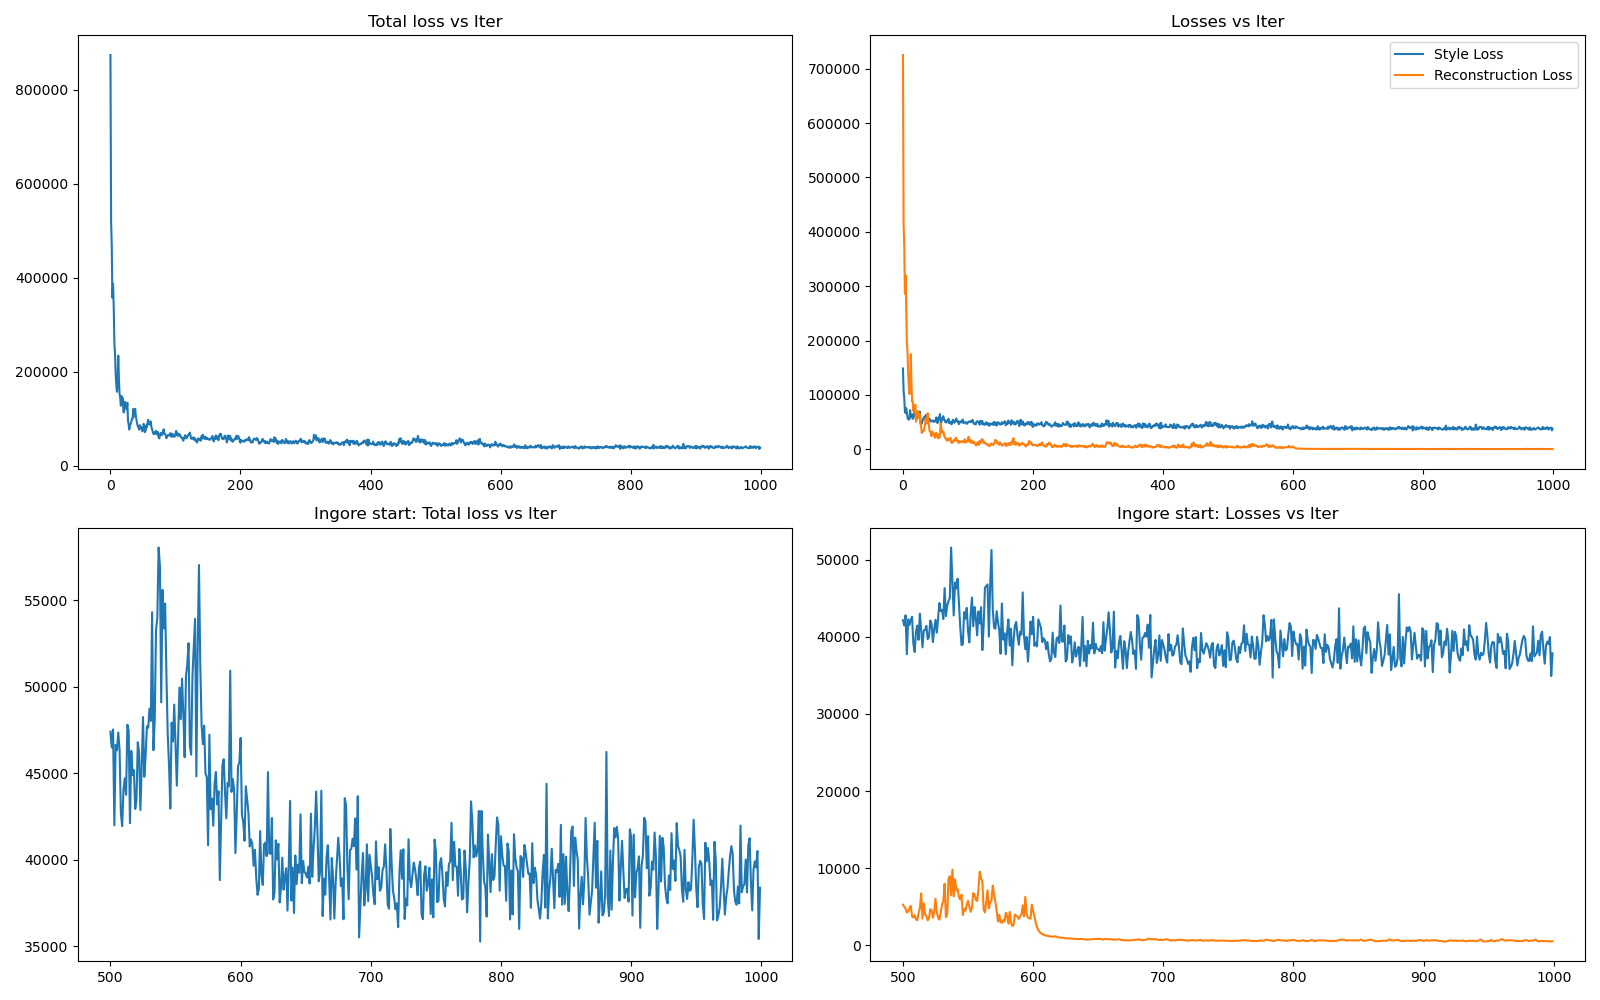 Total loss vs Iter
800000
600000
400000
200000
0
0 200 400 600 800 1000
Losses vs Iter
Style Loss
Reconstruction Loss
700000
600000
500000
400000
300000
200000
100000
0
0 200 400 600 800 1000
Ingore start: Total loss vs Iter
55000
50000
45000
40000
35000
500 600 700 800 900 1000
Ingore start: Losses vs Iter
50000
40000
30000
20000
10000
0
500 600 700 800 900 1000